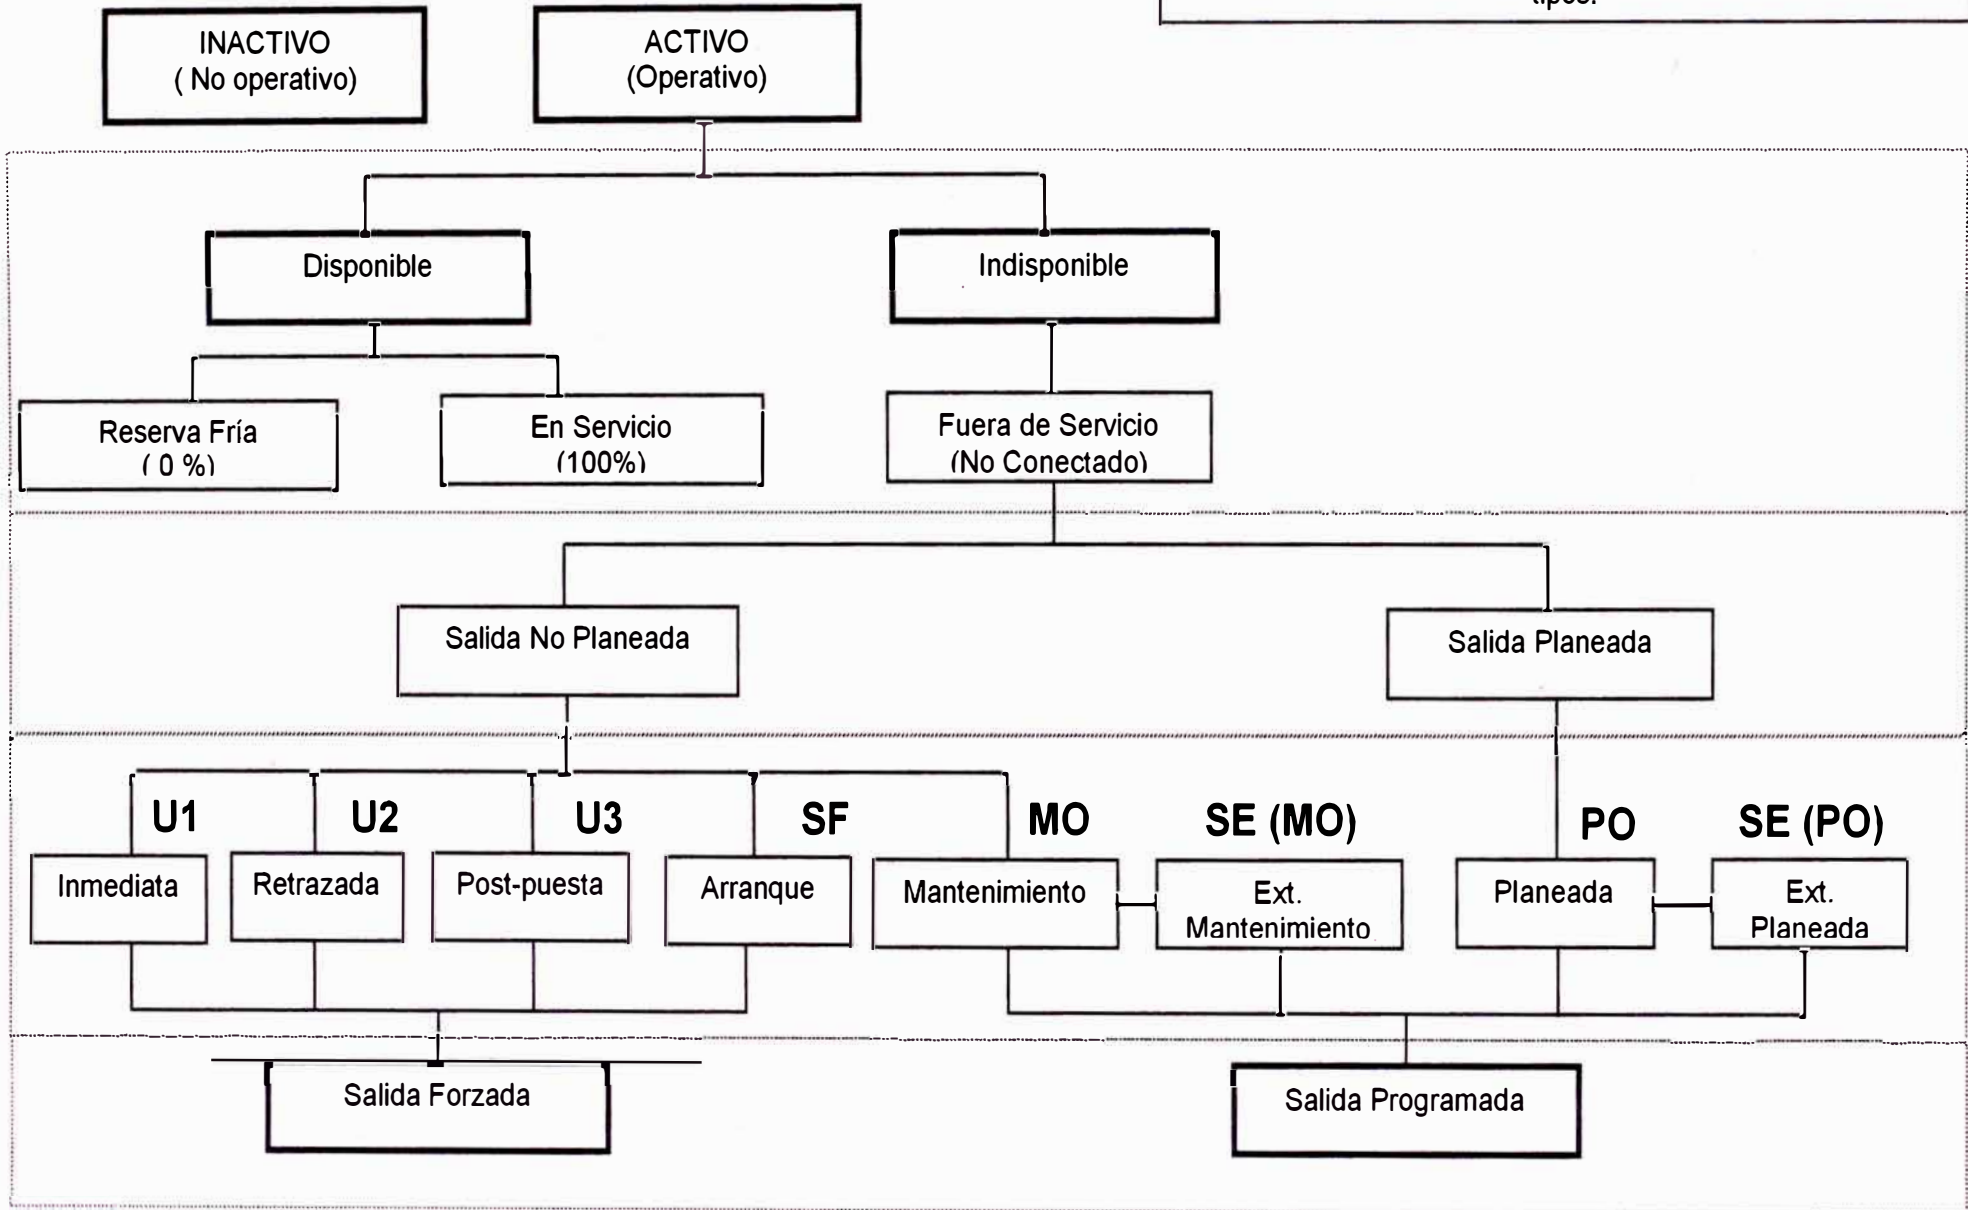 tipos.
INACTIVO
( No operativo)
ACTIVO
(Operativo)
Disponible
Indisponible
Reserva Fría
( 0 %)
En Servicio
(100%)
Fuera de Servicio
(No Conectado)
Salida No Planeada
Salida Planeada
U1
U2
U3
SF
MO
SE (MO)
PO
SE (PO)
Inmediata
Retrazada
Post-puesta
Arranque
Mantenimiento
Ext.
Mantenimiento
Planeada
Ext.
Planeada
Salida Forzada
Salida Programada